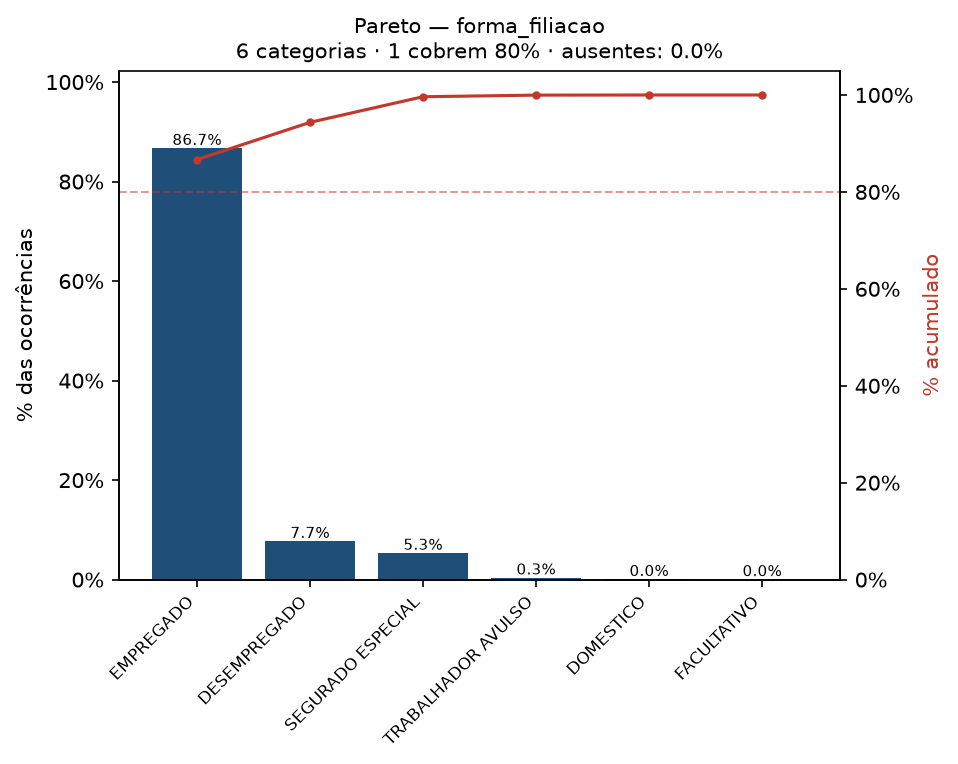 Pareto — forma_filiacao
6 categorias · 1 cobrem 80% · ausentes: 0.0%
% das ocorrências
100%
80%
60%
40%
20%
0%
86.7%
7.7%
5.3%
0.3%
0.0%
0.0%
100%
80%
60%
40%
20%
0%
% acumulado
EMPREGADO
DESEMPREGADO
SEGURADO ESPECIAL
TRABALHADOR AVULSO
DOMESTICO
FACULTATIVO